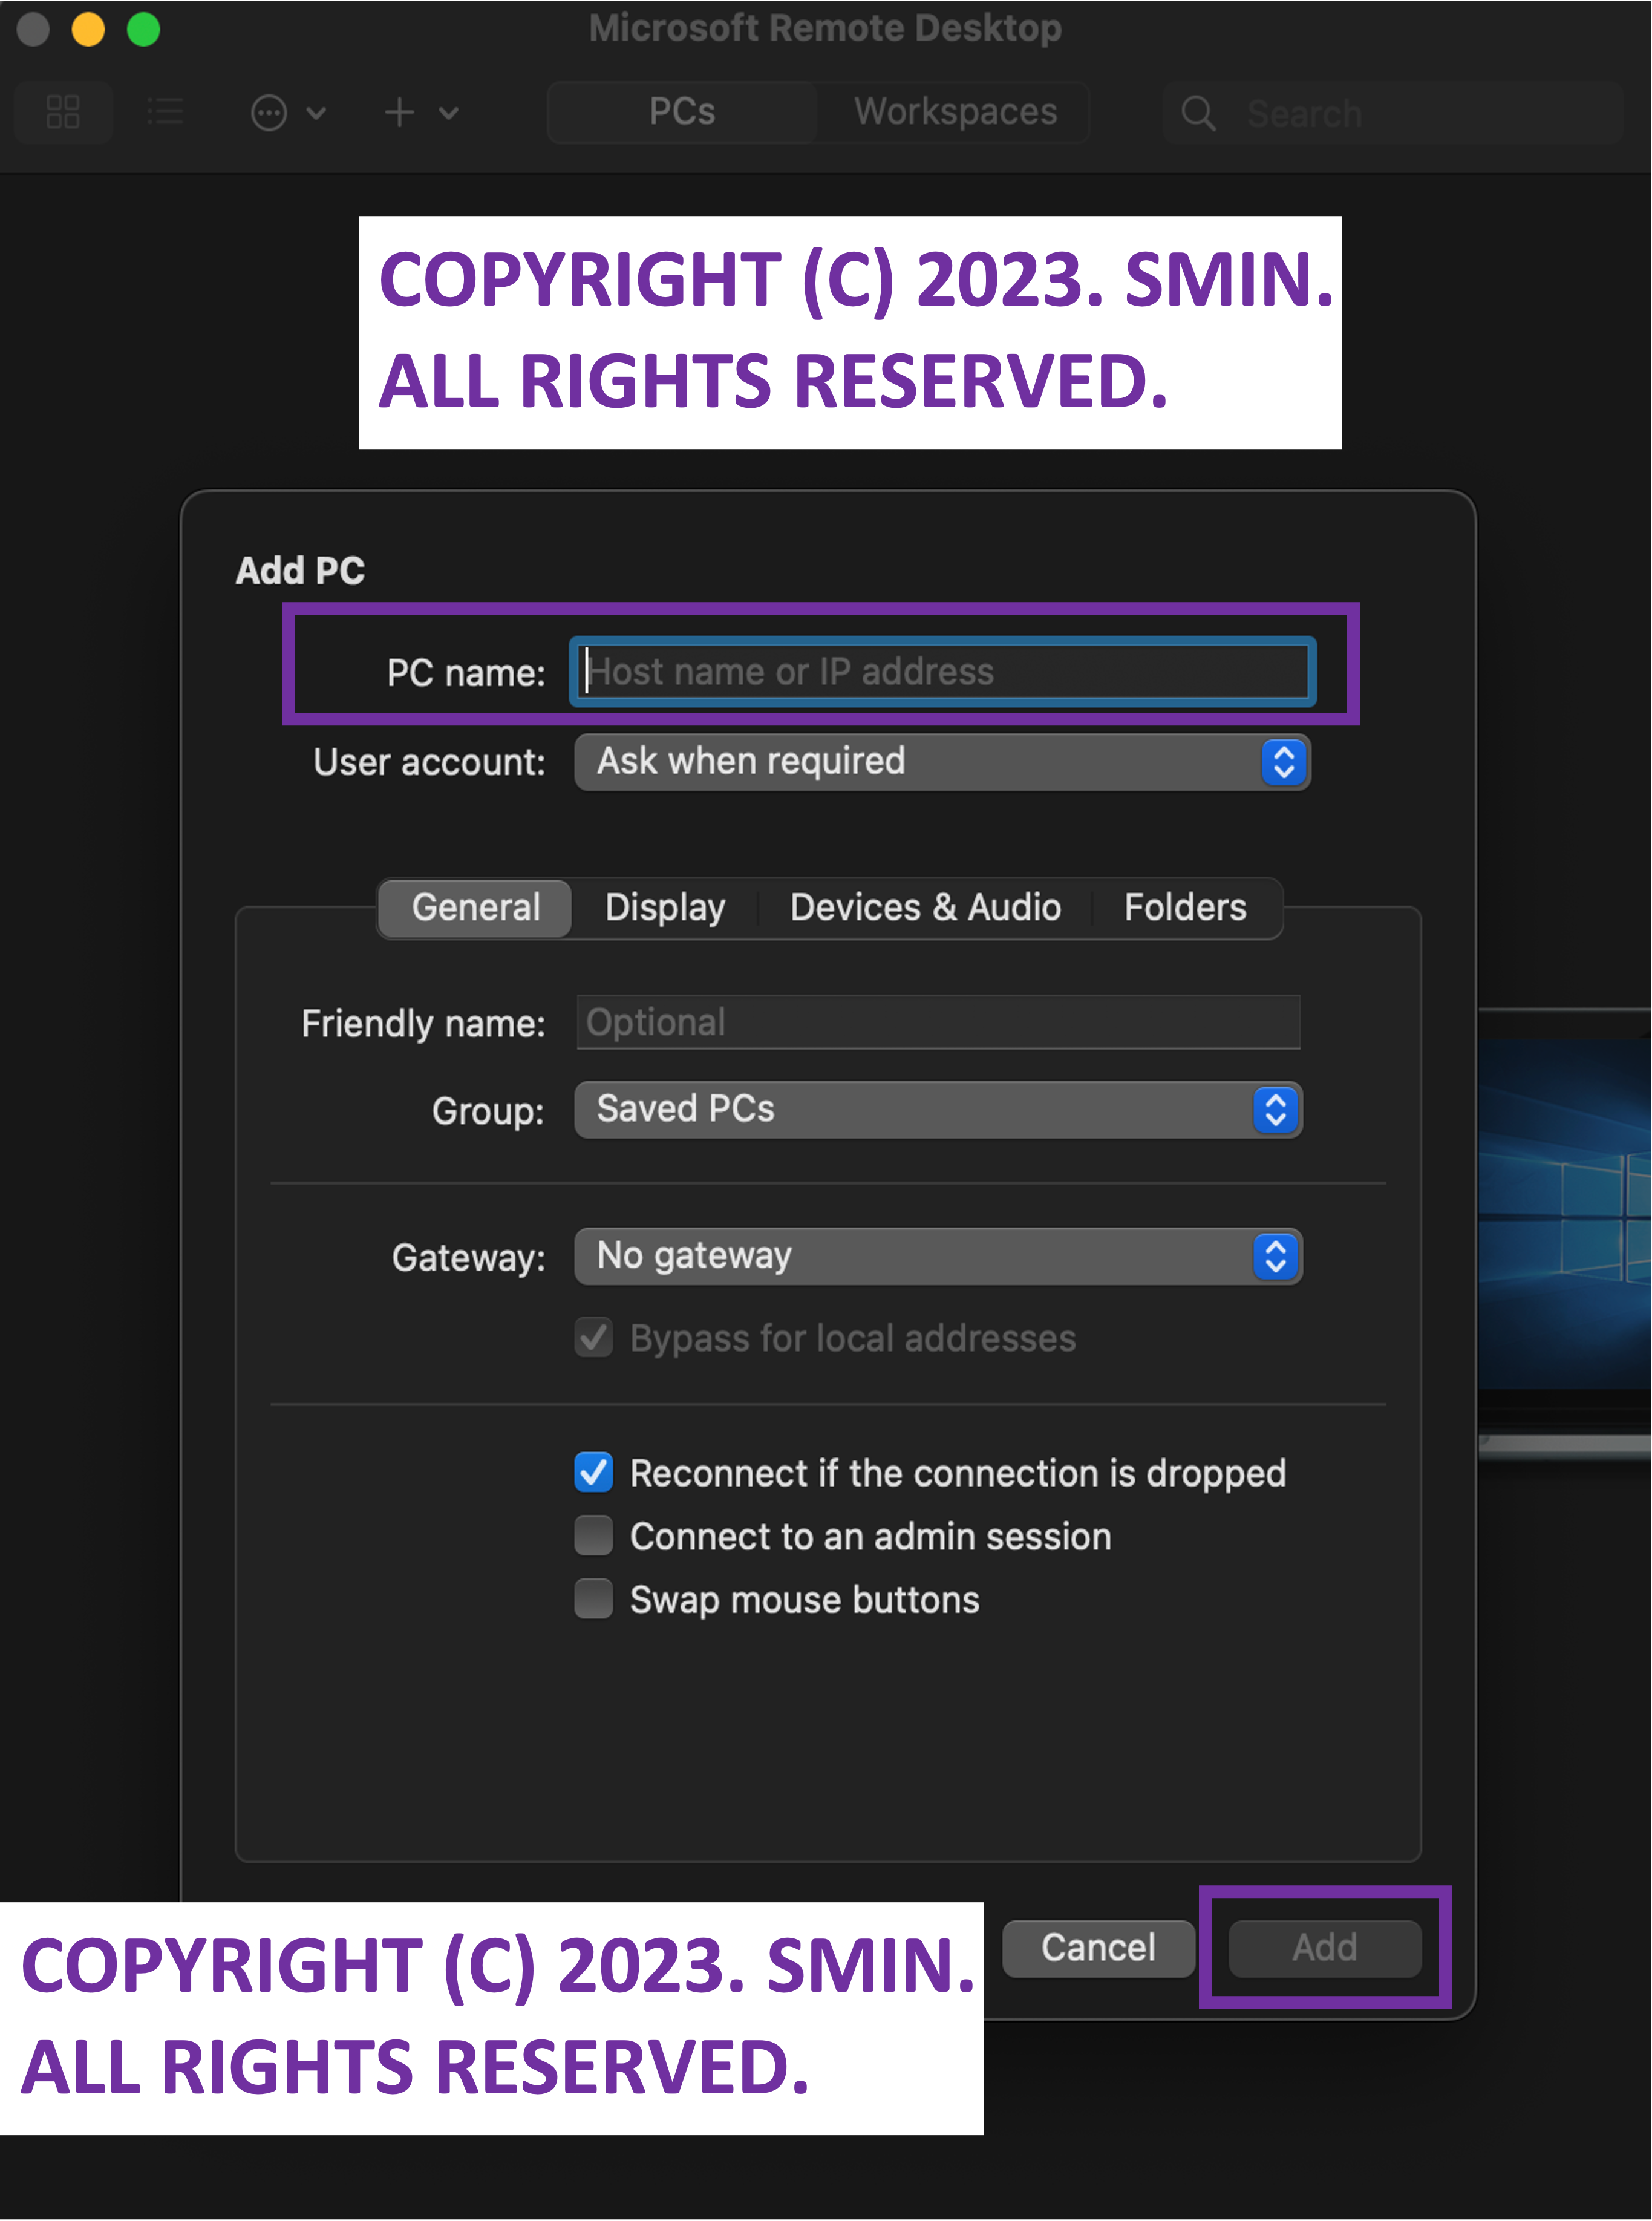 Microsoft Remote Desktop
PCs Workspaces Search
COPYRIGHT (C) 2023. SMIN.
ALL RIGHTS RESERVED.
Add PC
PC name: Host name or IP address
User account: Ask when required
General Display Devices & Audio Folders
Friendly name: Optional
Group: Saved PCs
Gateway: No gateway
Bypass for local addresses
Reconnect if the connection is dropped
Connect to an admin session
Swap mouse buttons
Cancel Add
COPYRIGHT (C) 2023. SMIN.
ALL RIGHTS RESERVED.